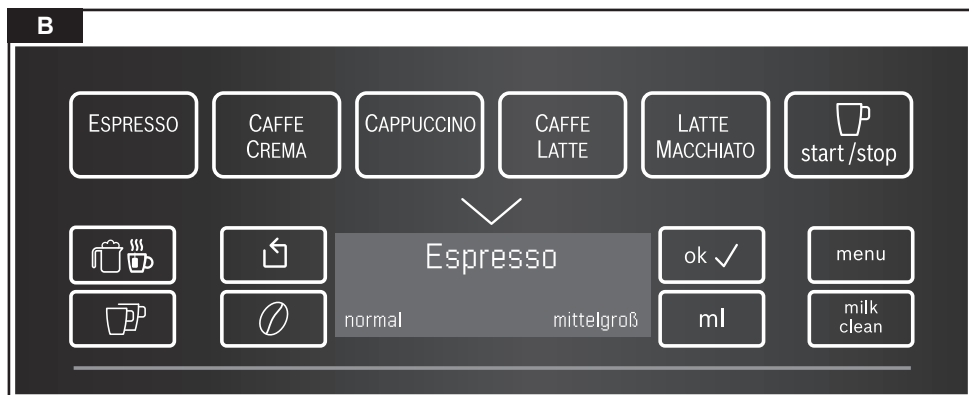 B
ESPRESSO
CAFFE
CREMA
CAPPUCCINO
CAFFE
LATTE
LATTE
MACCHIATO
start/stop
Espresso
normal mittelgroß
ok
ml
menu
milk
clean